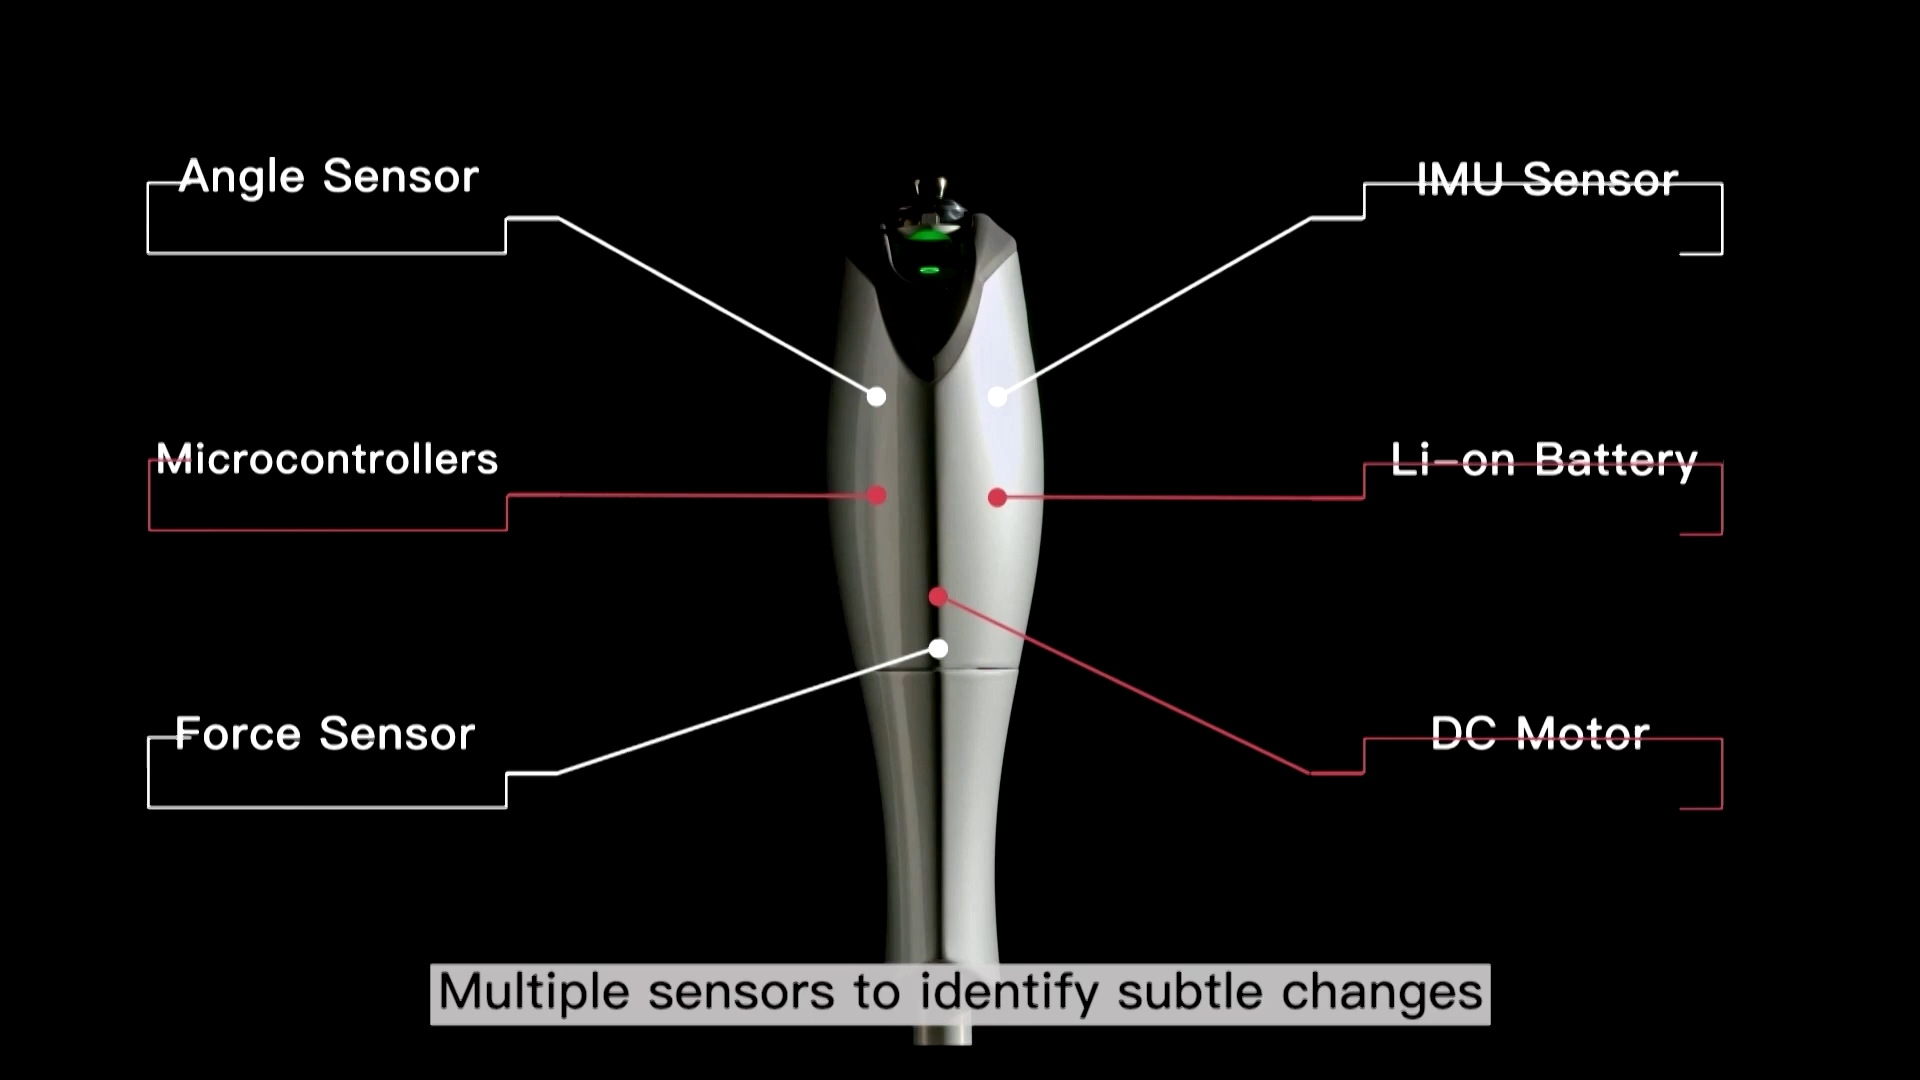 Angle Sensor
IMU Sensor
Microcontrollers
Li-on Battery
Force Sensor
DC Motor
Multiple sensors to identify subtle changes